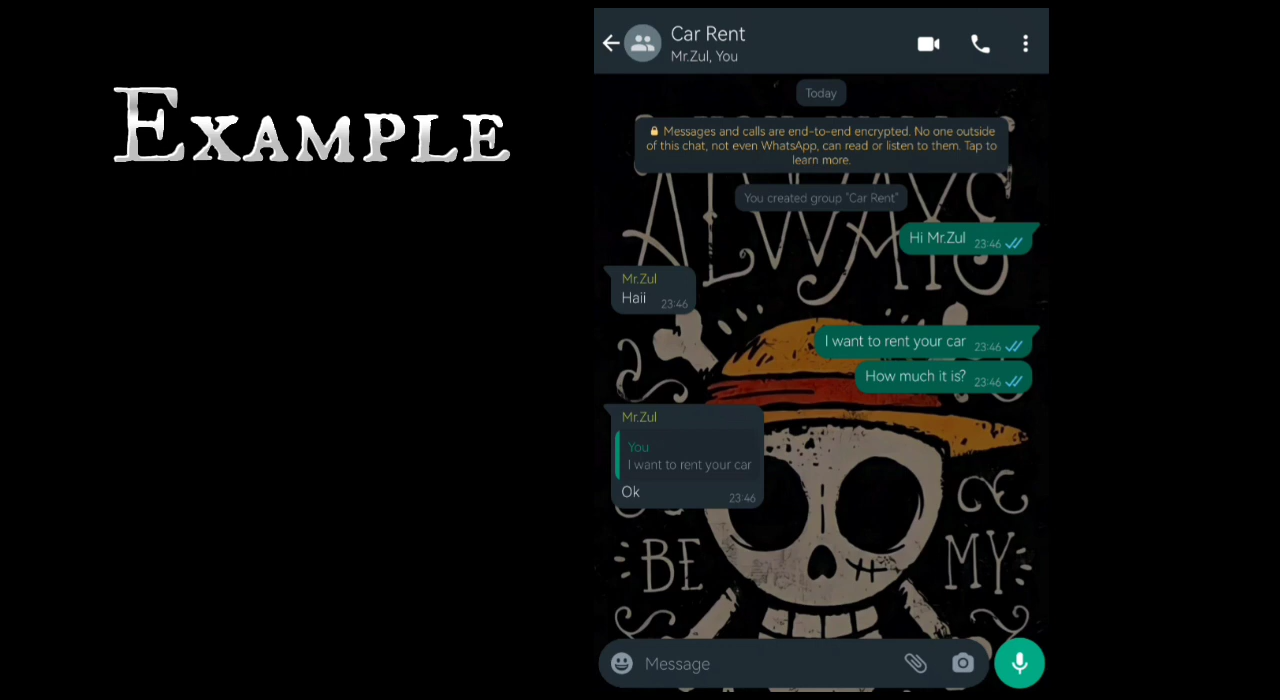 Example
Car Rent
Mr.Zul, You
Today
Messages and calls are end-to-end encrypted. No one outside
of this chat, not even WhatsApp, can read or listen to them. Tap to
learn more.
You created group "Car Rent"
ALWAYS
Hi Mr.Zul 23:46
Mr.Zul
Haii 23:46
I want to rent your car 23:46
How much it is? 23:46
Mr.Zul
You
I want to rent your car
Ok 23:46
BE MY
Message